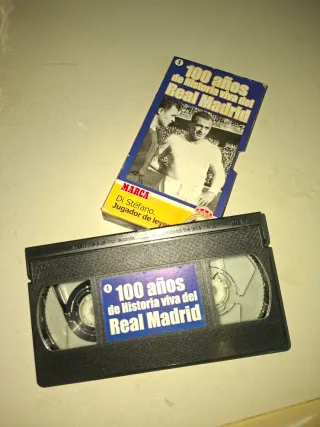 1
100 años
de Historia viva del
Real Madrid
MARCA
Di Stéfano.
Jugador de
1
100 años
de Historia viva del
Real Madrid